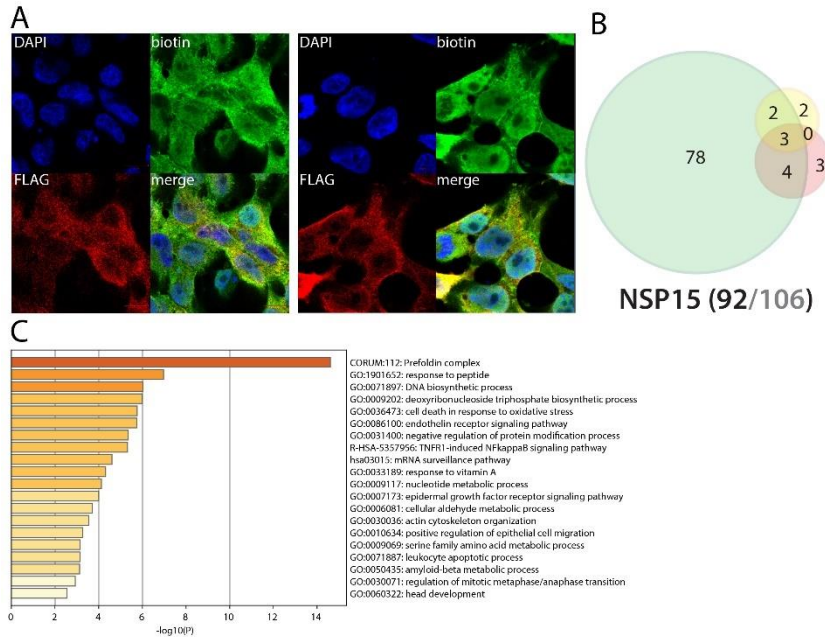 A
DAPI
biotin
DAPI
biotin
FLAG
merge
FLAG
merge
B
2
2
3
0
78
4
3
NSP15 (92/106)
C
CORUM:112: Prefoldin complex
GO:1901652: response to peptide
GO:0071897: DNA biosynthetic process
GO:0009202: deoxyribonucleoside triphosphate biosynthetic process
GO:0036473: cell death in response to oxidative stress
GO:0086100: endothelin receptor signaling pathway
GO:0031400: negative regulation of protein modification process
R-HSA-5357956: TNFR1-induced NFkappaB signaling pathway
hsa03015: mRNA surveillance pathway
GO:0033189: response to vitamin A
GO:0009117: nucleotide metabolic process
GO:0007173: epidermal growth factor receptor signaling pathway
GO:0006081: cellular aldehyde metabolic process
GO:0030036: actin cytoskeleton organization
GO:0010634: positive regulation of epithelial cell migration
GO:0009069: serine family amino acid metabolic process
GO:0071887: leukocyte apoptotic process
GO:0050435: amyloid-beta metabolic process
GO:0030071: regulation of mitotic metaphase/anaphase transition
GO:0060322: head development
0 2 4 6 8 10 12 14
-log10(P)